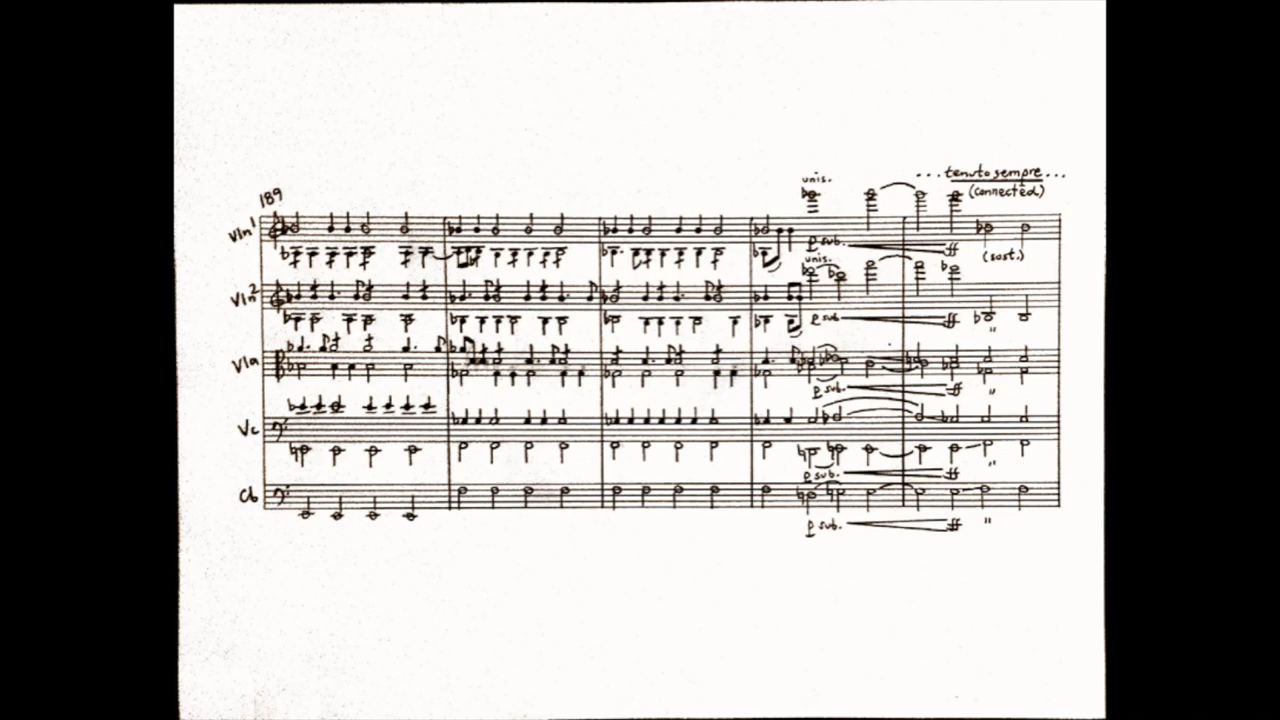 unis.
...tenuto sempre...
(connected)
189
Vln1
p sub.
ff
(sost.)
unis.
Vln2
p sub.
ff
"
Vla
p sub.
ff
"
Vc
p sub.
ff
"
Cb
p sub.
ff
"